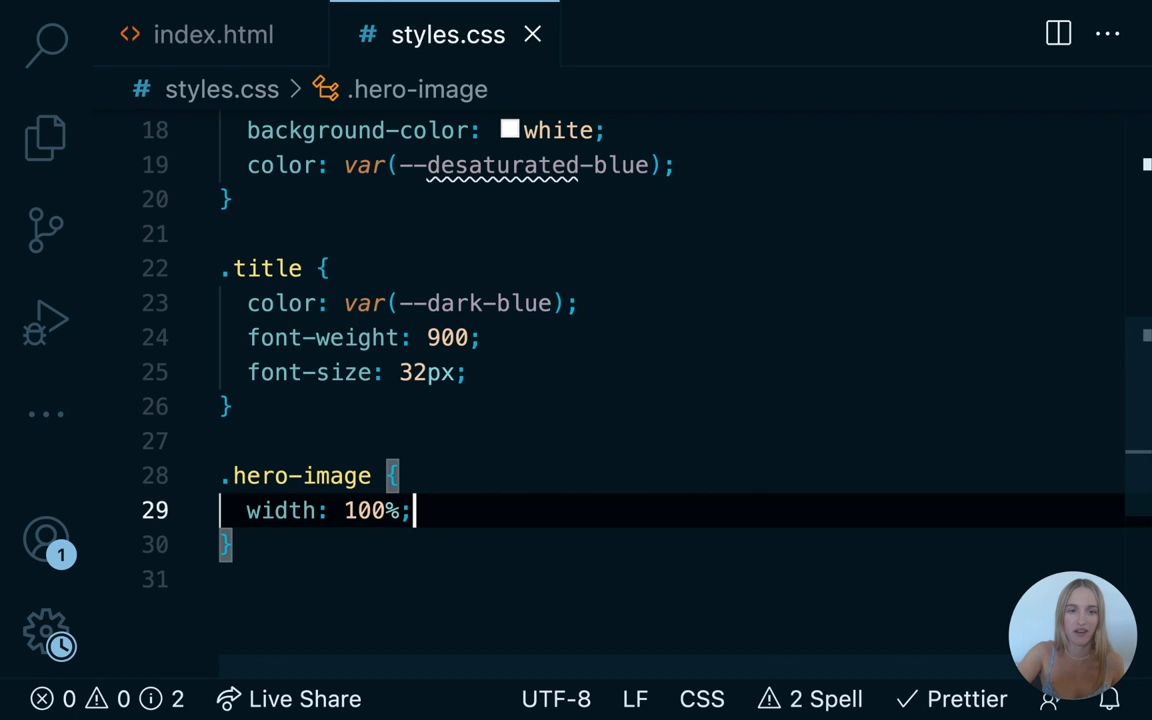 index.html
styles.css
styles.css > .hero-image
18 background-color: white;
19 color: var(--desaturated-blue);
20 }
21
22 .title {
23 color: var(--dark-blue);
24 font-weight: 900;
25 font-size: 32px;
26 }
27
28 .hero-image {
29 width: 100%;
30 }
31
1
0 0 2 Live Share UTF-8 LF CSS 2 Spell Prettier